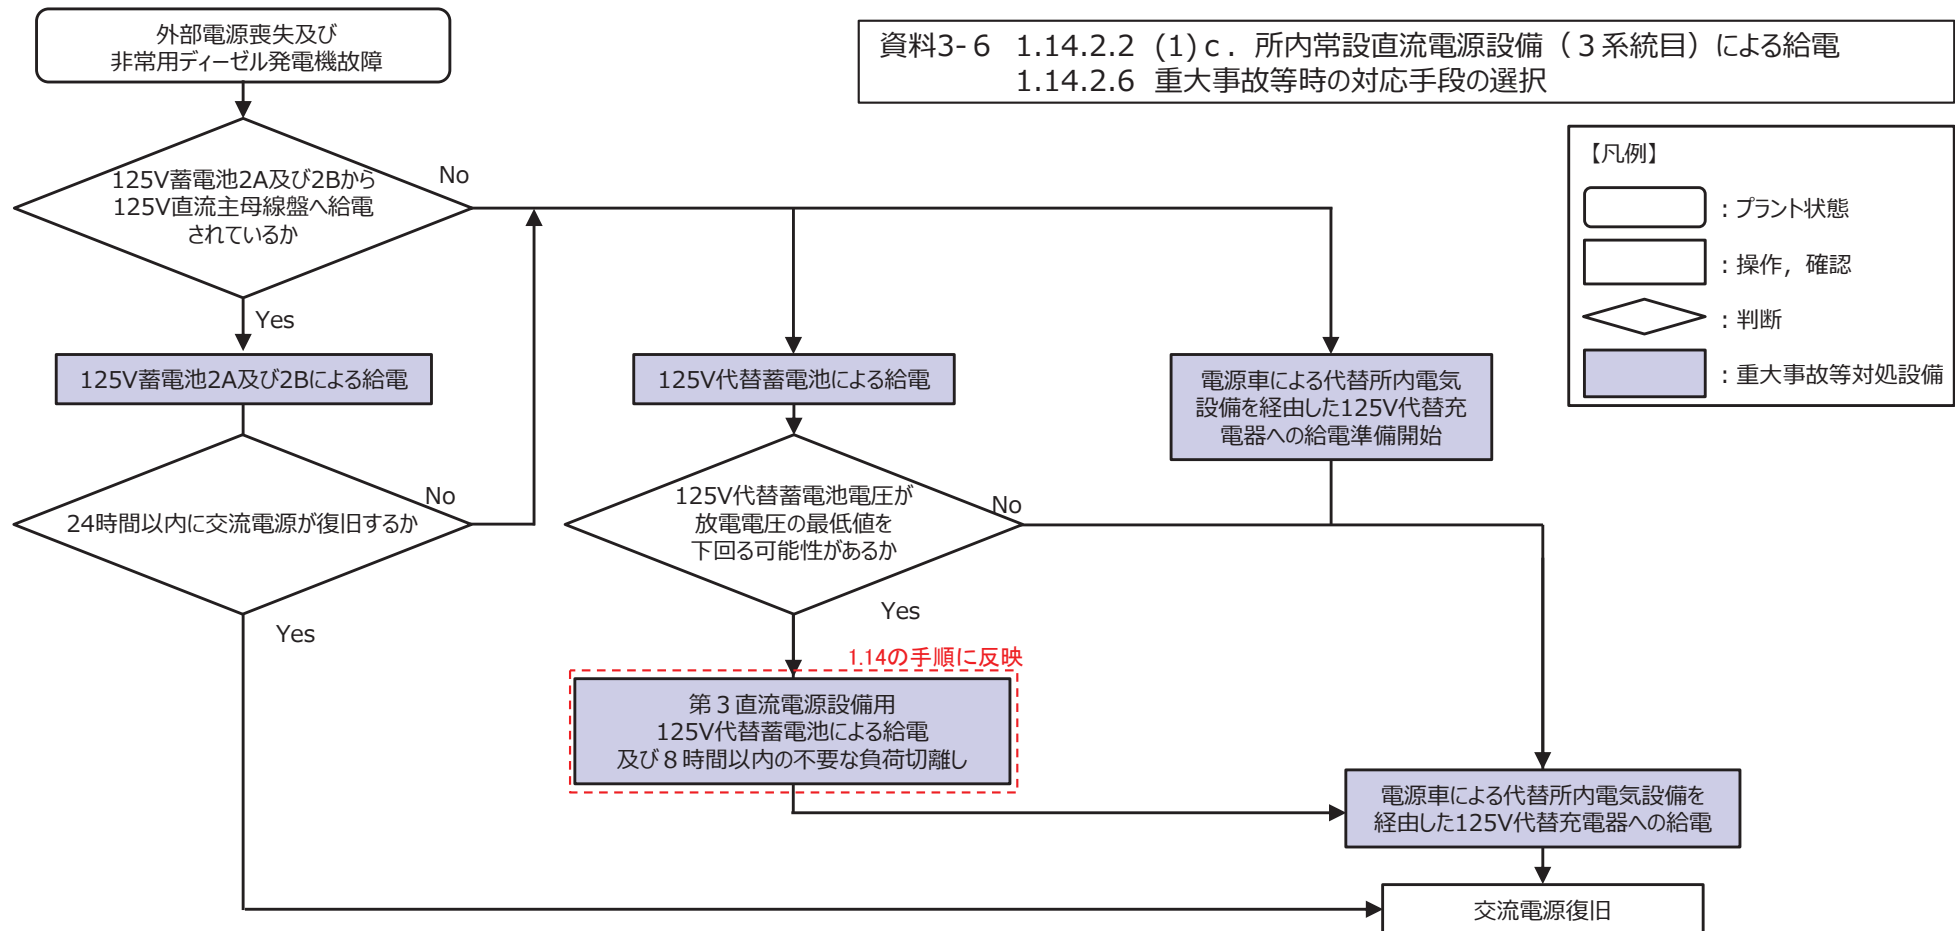 外部電源喪失及び
非常用ディーゼル発電機故障
資料3-6 1.14.2.2 (1)c. 所内常設直流電源設備（3系統目）による給電
1.14.2.6 重大事故等時の対応手段の選択
【凡例】
：プラント状態
：操作，確認
：判断
：重大事故等対処設備
125V蓄電池2A及び2Bから
125V直流主母線盤へ給電
されているか
No
Yes
125V蓄電池2A及び2Bによる給電
125V代替蓄電池による給電
電源車による代替所内電気
設備を経由した125V代替充
電器への給電準備開始
24時間以内に交流電源が復旧するか
No
Yes
125V代替蓄電池電圧が
放電電圧の最低値を
下回る可能性があるか
No
Yes
1.14の手順に反映
第3直流電源設備用
125V代替蓄電池による給電
及び8時間以内の不要な負荷切離し
電源車による代替所内電気設備を
経由した125V代替充電器への給電
交流電源復旧